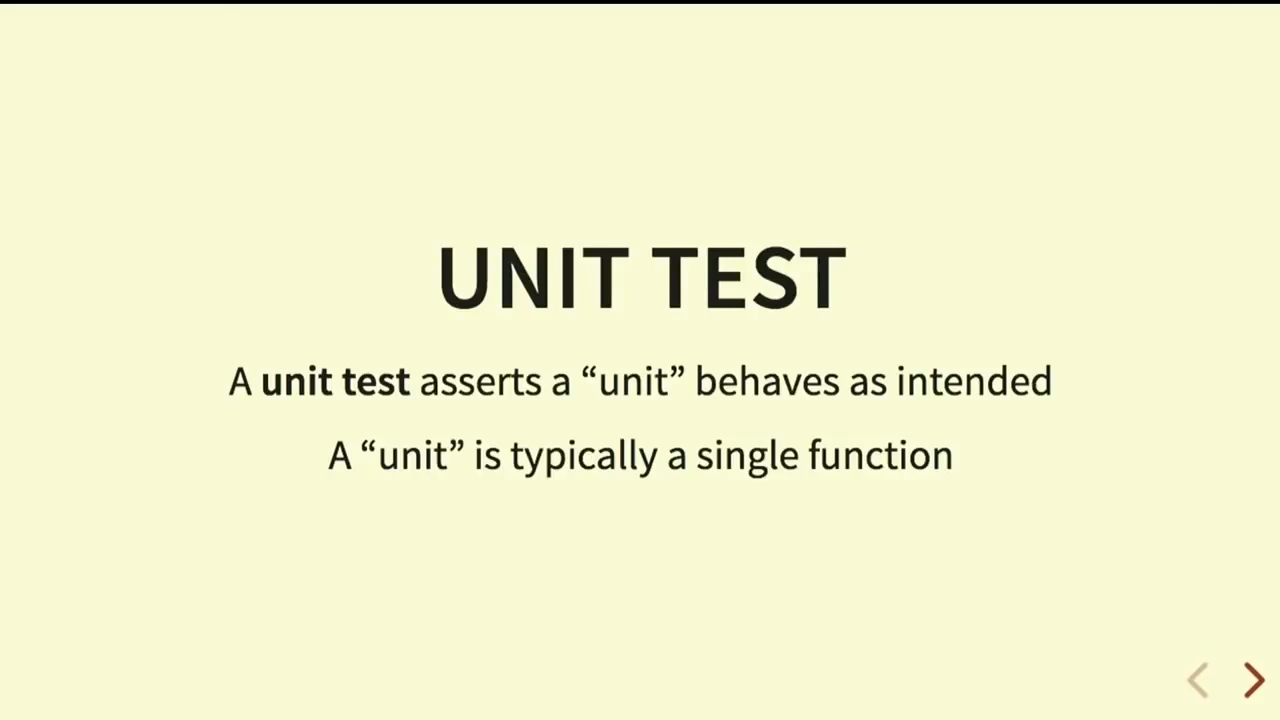 UNIT TEST
A unit test asserts a “unit” behaves as intended
A “unit” is typically a single function